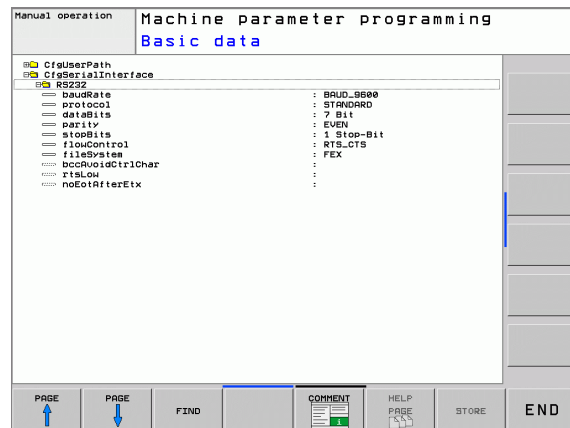 Manual operation
Machine parameter programming
Basic data
CfgUserPath
CfgSerialInterface
RS232
baudRate : BAUD_9600
protocol : STANDARD
dataBits : 7 Bit
parity : EVEN
stopBits : 1 Stop-Bit
flowControl : RTS_CTS
fileSystem : FEX
bccAvoidCtrlChar :
rtsLow :
noEotAfterEtx :
PAGE PAGE FIND COMMENT HELP PAGE STORE END